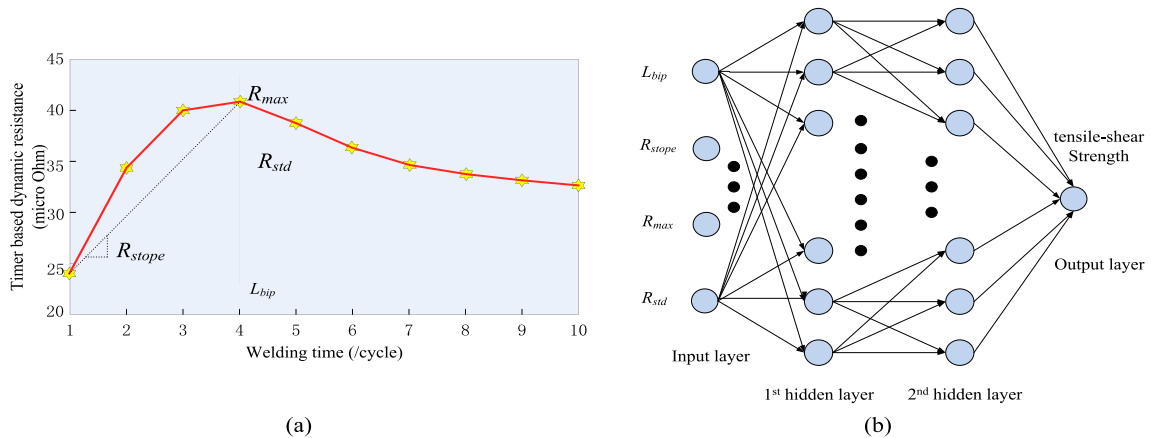 Timer based dynamic resistance
(micro Ohm)
45
40
35
30
25
20
R_max
R_std
R_stope
L_bip
1 2 3 4 5 6 7 8 9 10
Welding time (/cycle)
(a)
L_bip
R_stope
R_max
R_std
Input layer
1st hidden layer
2nd hidden layer
tensile-shear
Strength
Output layer
(b)